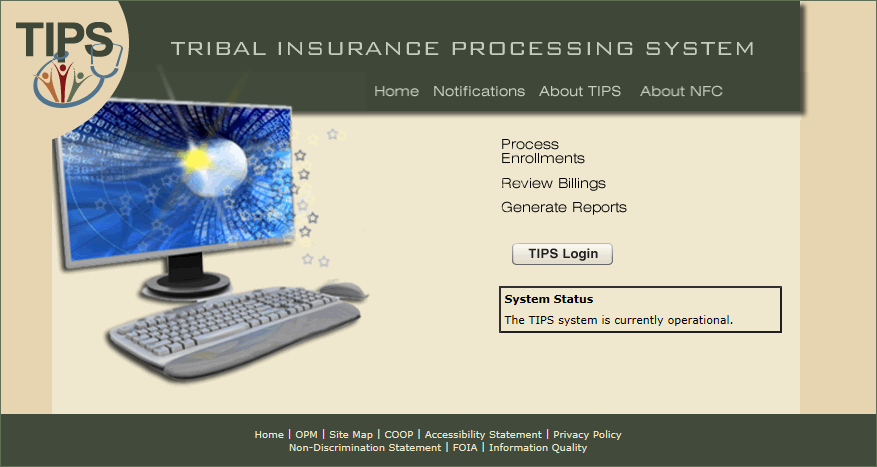 TIPS
TRIBAL INSURANCE PROCESSING SYSTEM
Home Notifications About TIPS About NFC
Process
Enrollments
Review Billings
Generate Reports
TIPS Login
System Status
The TIPS system is currently operational.
Home | OPM | Site Map | COOP | Accessibility Statement | Privacy Policy
Non-Discrimination Statement | FOIA | Information Quality